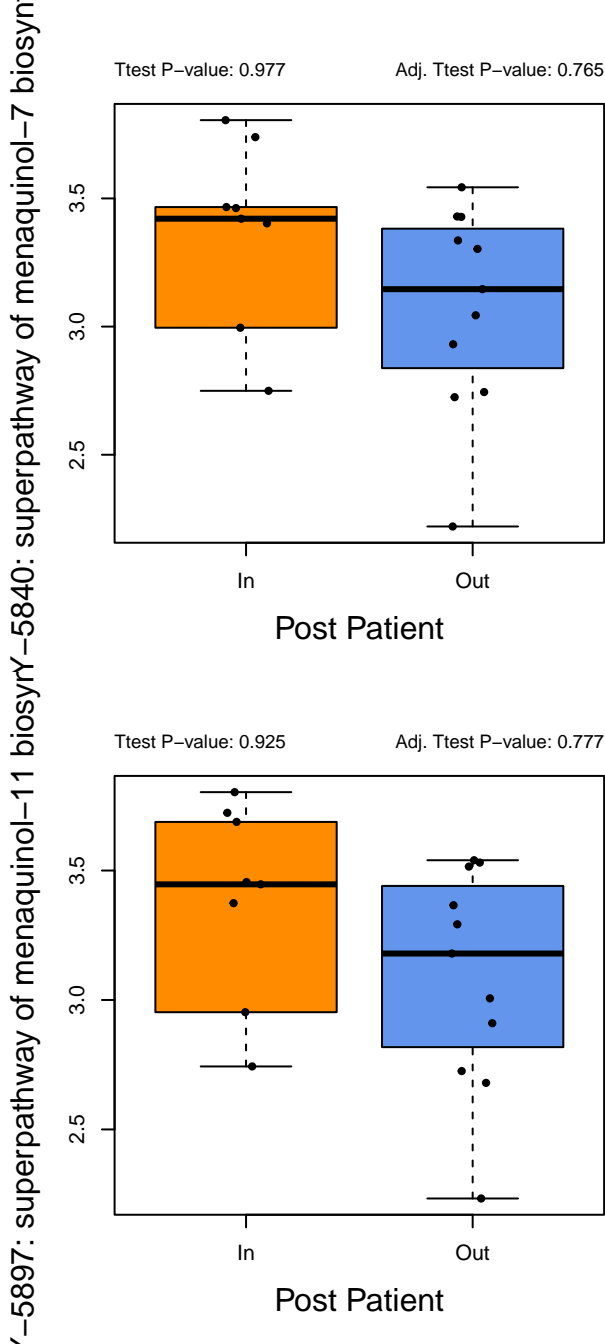 Ttest P−value: 0.977
Adj. Ttest P−value: 0.765
Y−5840: superpathway of menaquinol−7 biosyn
3.5
3.0
2.5
In
Out
Post Patient
Ttest P−value: 0.925
Adj. Ttest P−value: 0.777
Y−5897: superpathway of menaquinol−11 biosyn
3.5
3.0
2.5
In
Out
Post Patient